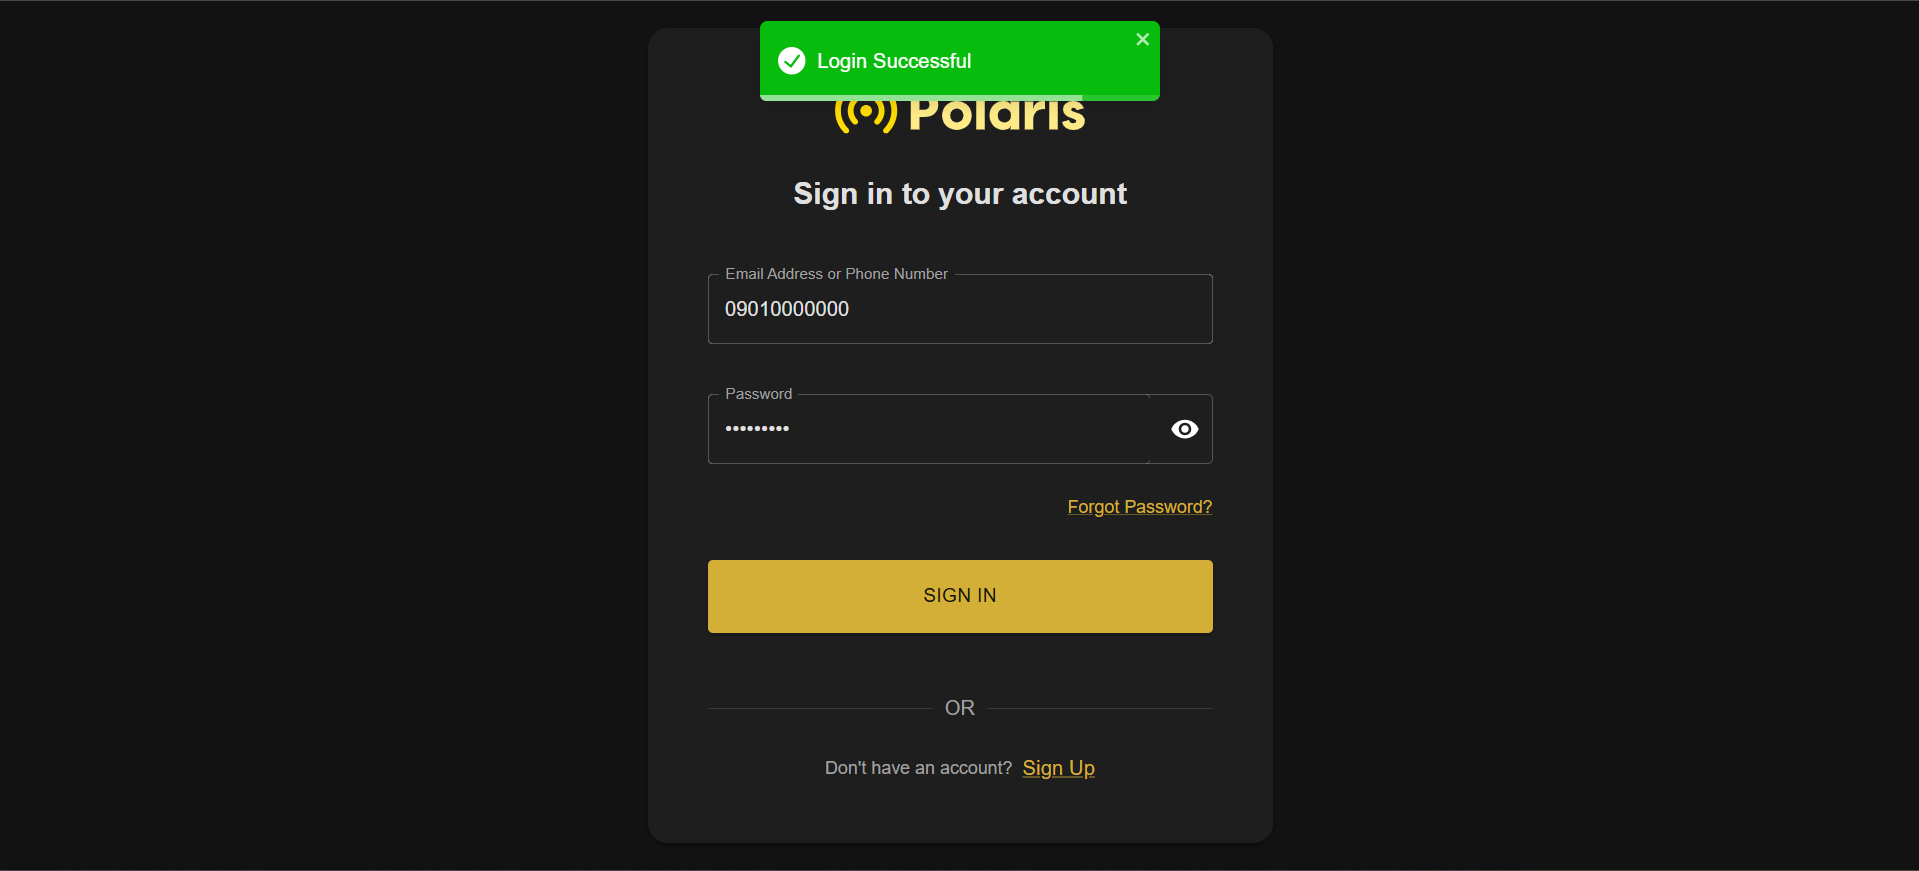 Login Successful
Polaris
Sign in to your account
Email Address or Phone Number
09010000000
Password
•••••••••
Forgot Password?
SIGN IN
OR
Don't have an account? Sign Up